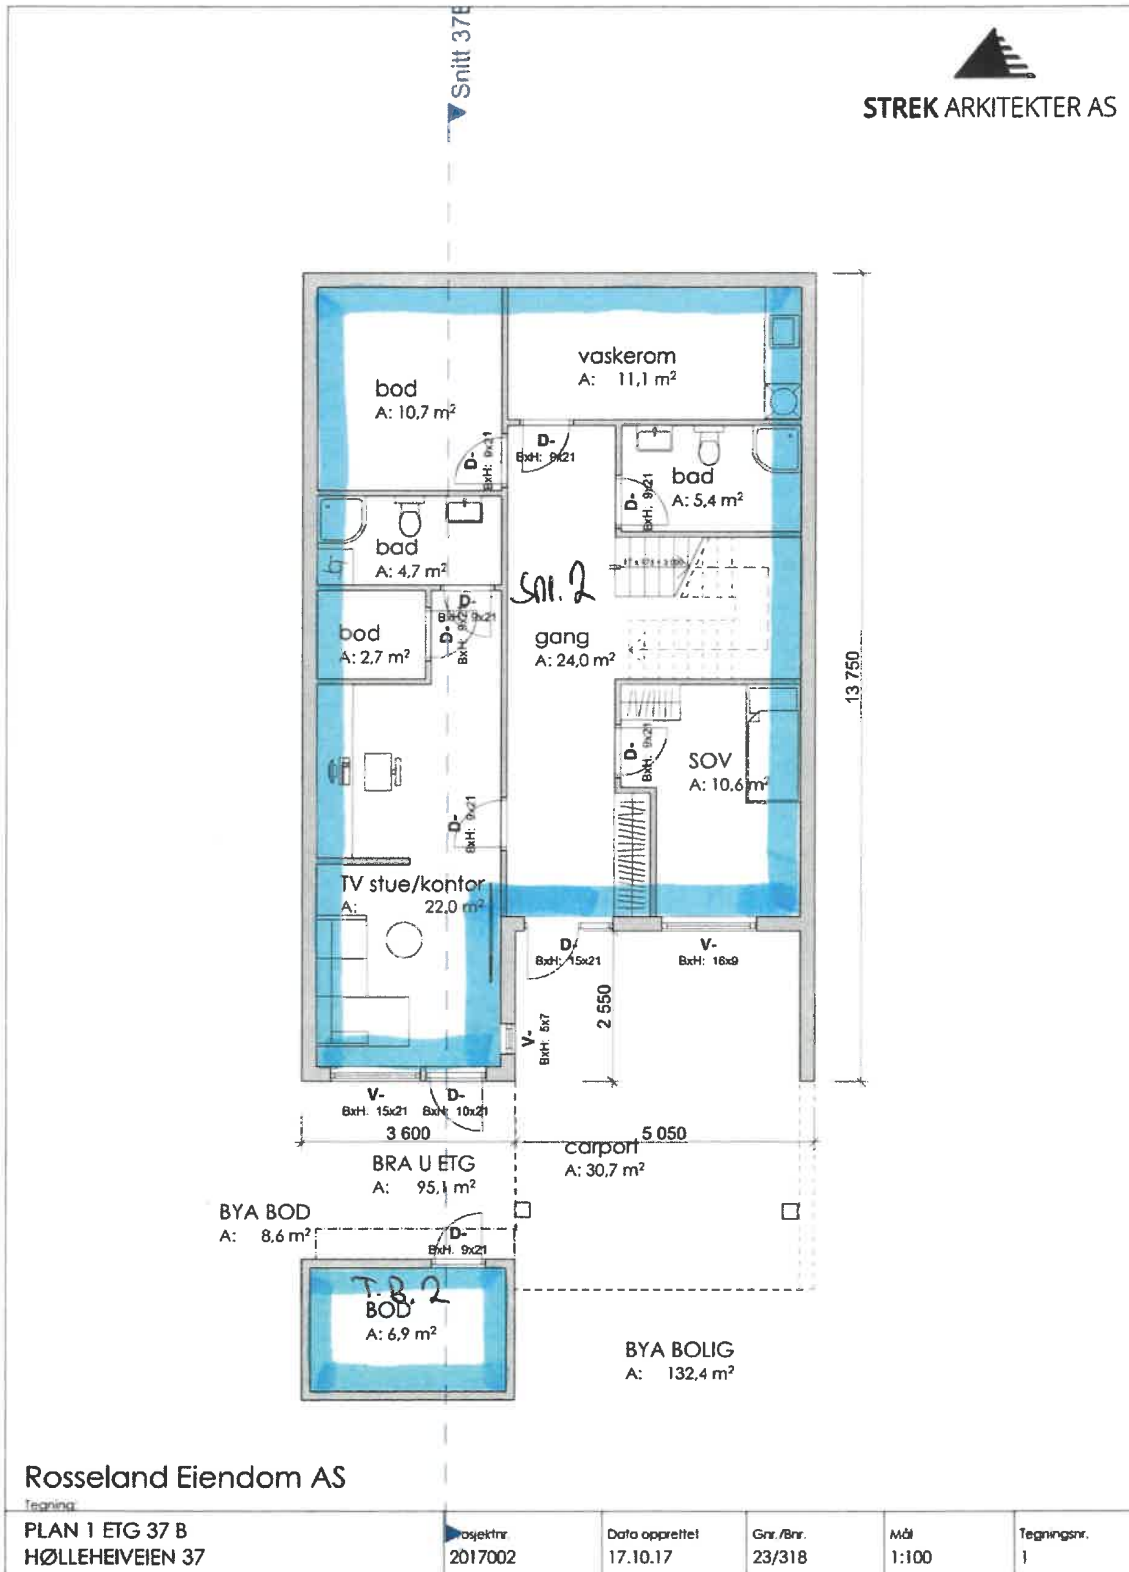 Snitt 37B
STREK ARKITEKTER AS
vaskerom
A: 11,1 m²
bod
A: 10,7 m²
D-
BxH: 9x21
D-
BxH: 9x21
bad
A: 5,4 m²
D-
BxH: 9x21
bad
A: 4,7 m²
Sni. 2
D-
BxH: 9x21
bod
A: 2,7 m²
D-
BxH: 9x21
gang
A: 24,0 m²
13 750
SOV
A: 10,6 m²
D-
BxH: 9x21
D-
BxH: 9x21
TV stue/kontor
A: 22,0 m²
D-
BxH: 15x21
V-
BxH: 16x9
2 550
V-
BxH: 5x7
V-
BxH: 15x21
D-
BxH: 10x21
3 600
5 050
carport
A: 30,7 m²
BRA U ETG
A: 95,1 m²
BYA BOD
A: 8,6 m²
D-
BxH: 9x21
T.B. 2
BOD
A: 6,9 m²
BYA BOLIG
A: 132,4 m²
Rosseland Eiendom AS
Tegning:
PLAN 1 ETG 37 B
HØLLEHEIVEIEN 37
osjektnr.
2017002
Dato opprettet
17.10.17
Gnr./Bnr.
23/318
Mål
1:100
Tegningsnr.
1